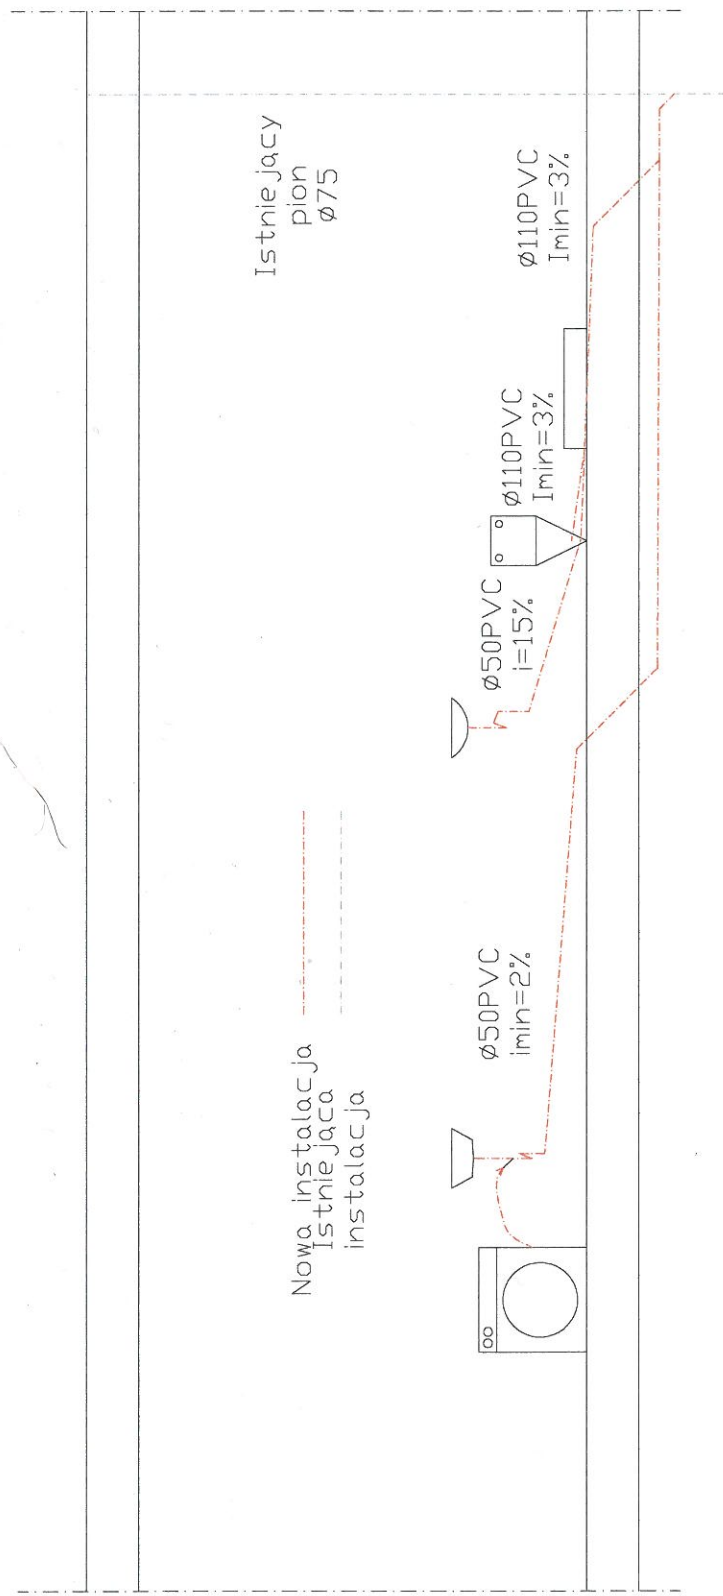 Nowa instalacja
Istniejąca
instalacja
Ø50PVC
imin=2%
Ø50PVC
i=15%
Ø110PVC
Imin=3%
Istniejący
pion
Ø75
Ø110PVC
Imin=3%